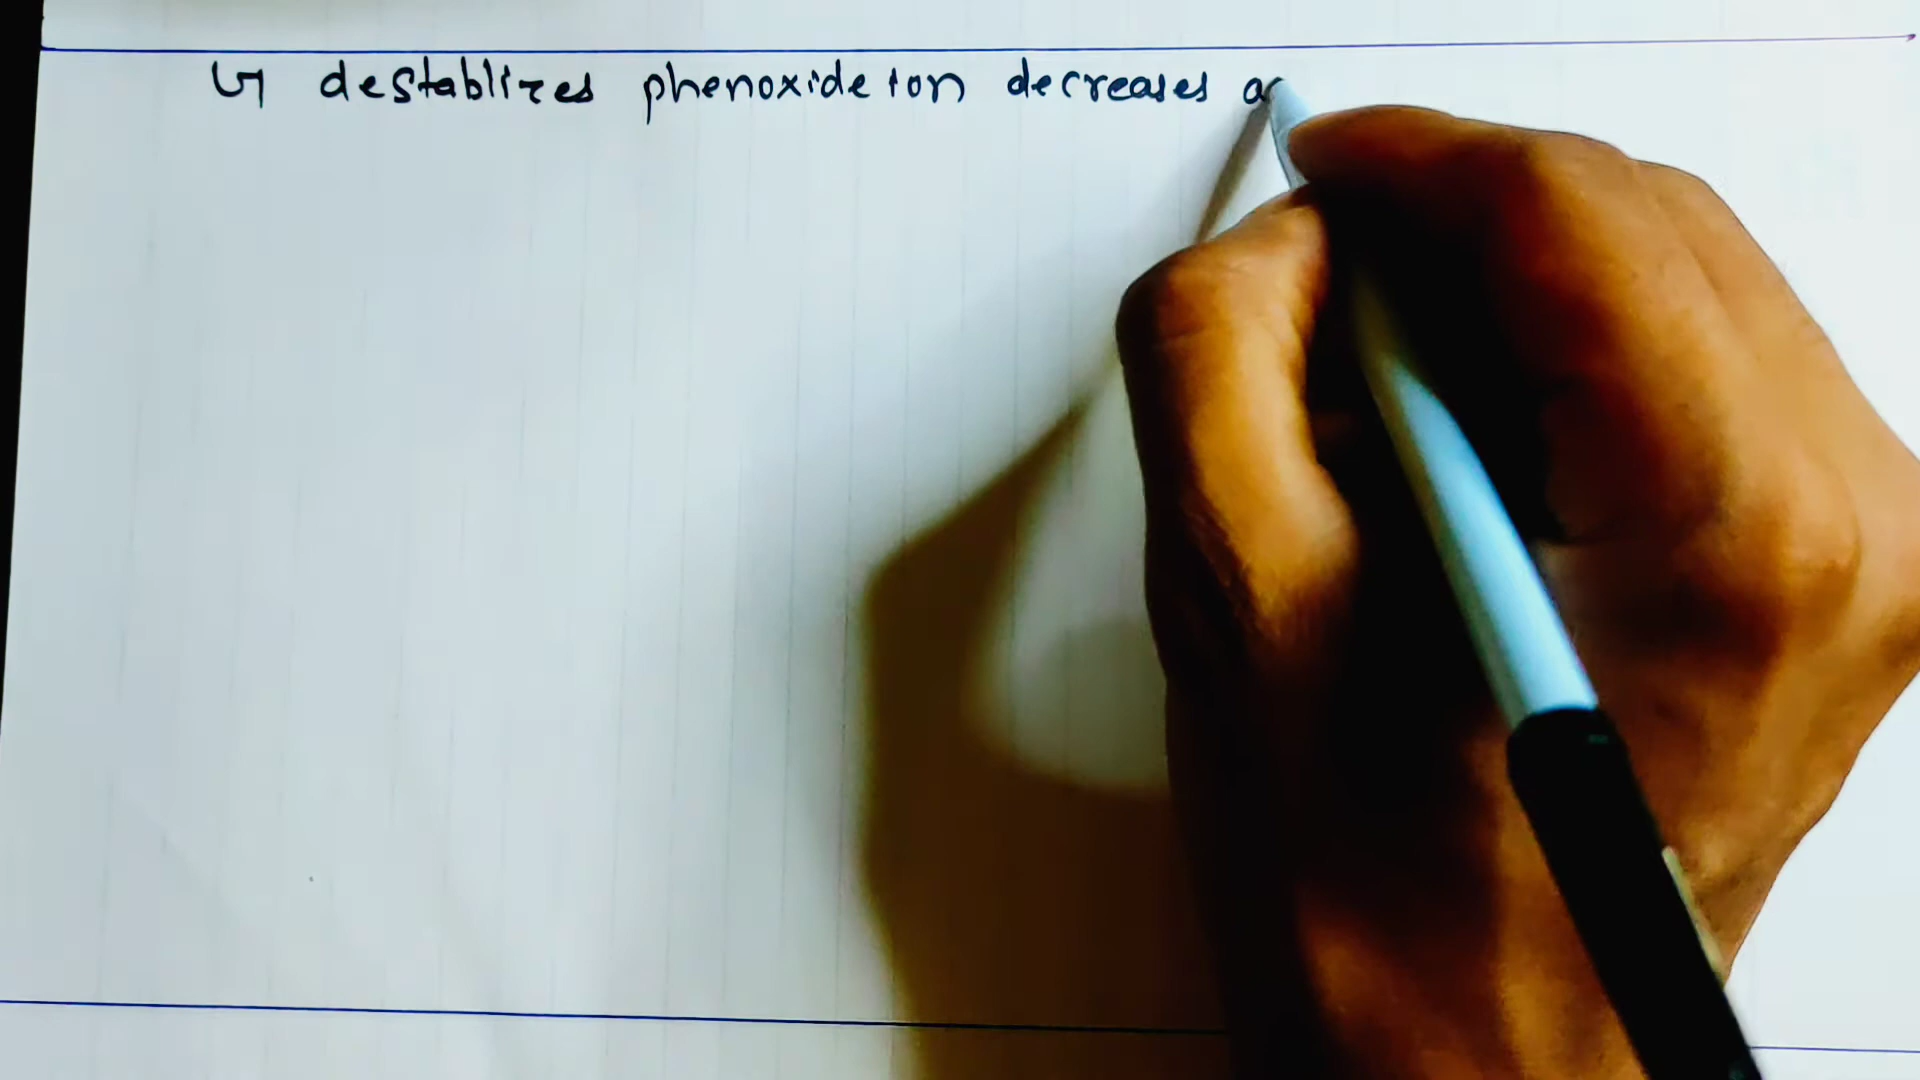 ↳ destablizes phenoxide ion decreases